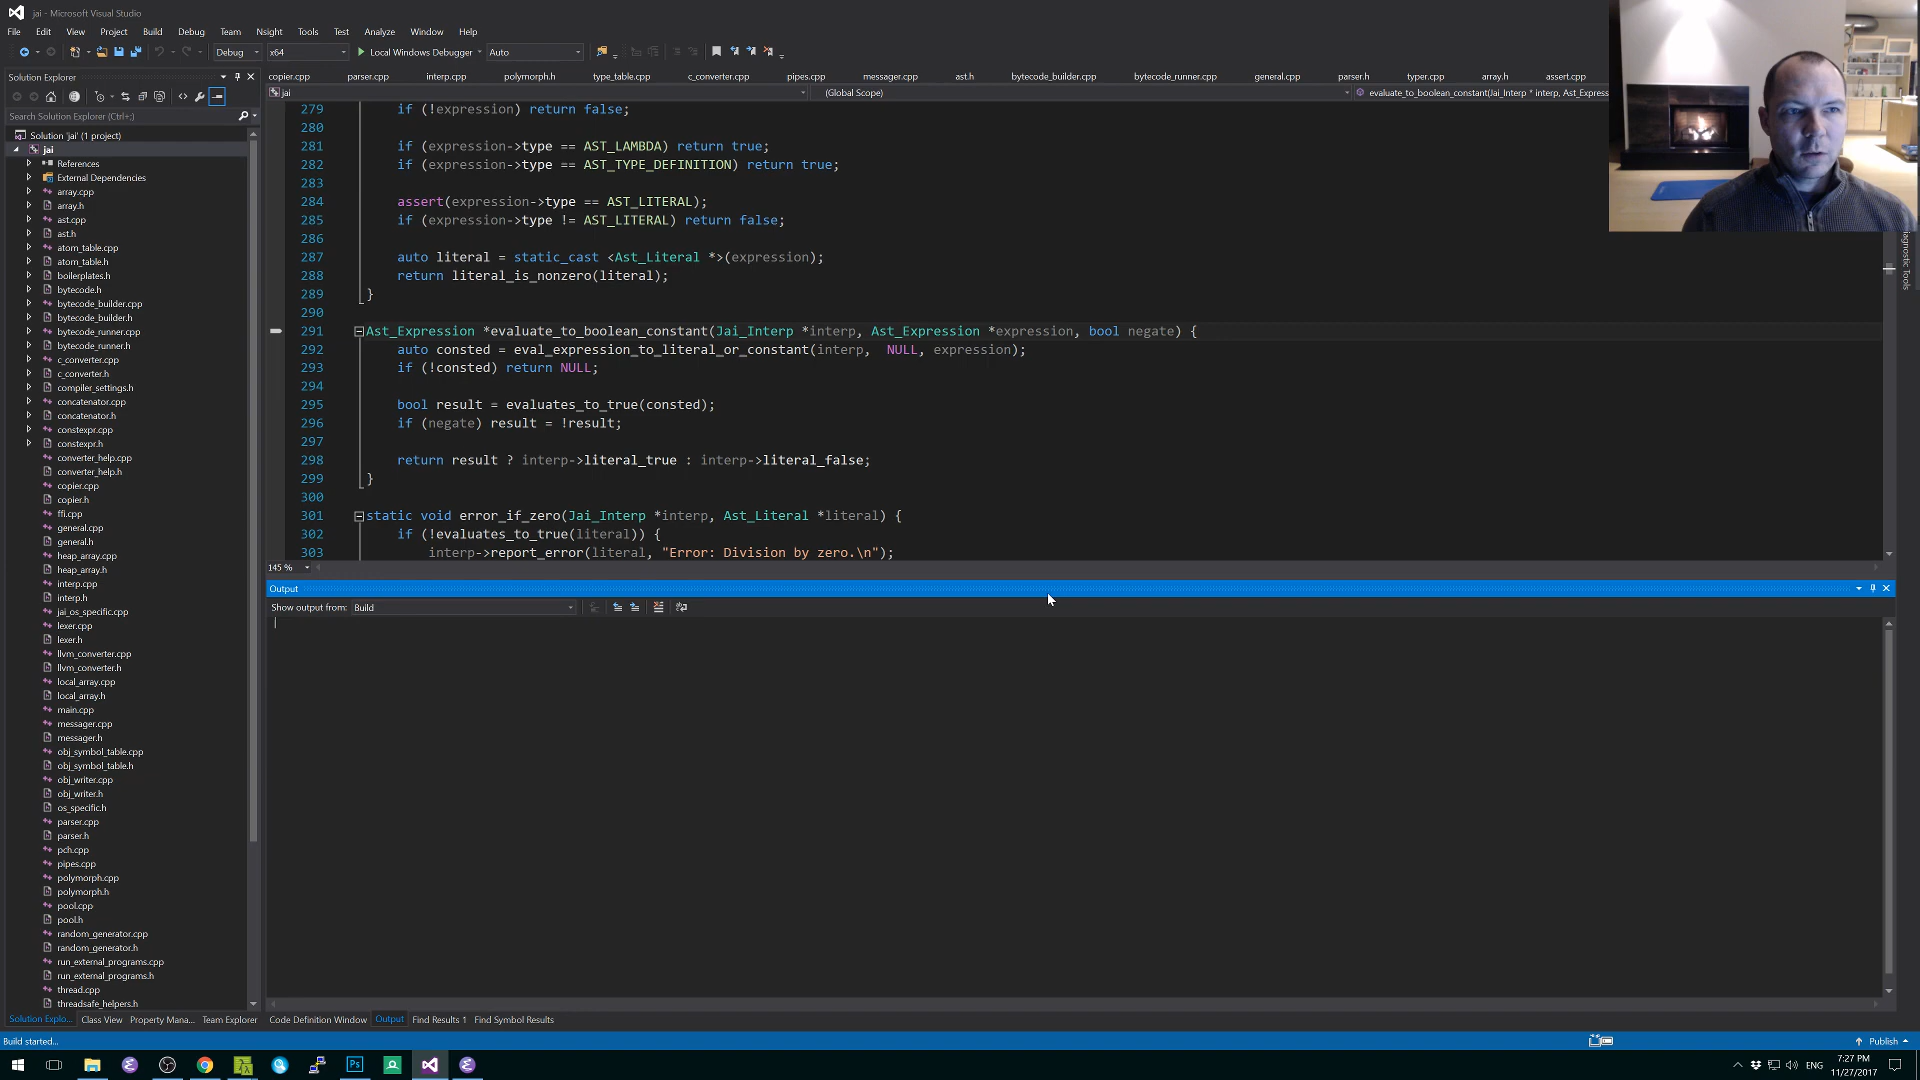 jai - Microsoft Visual Studio
File Edit View Project Build Debug Team Nsight Tools Test Analyze Window Help
Debug x64 Local Windows Debugger Auto
Solution Explorer
copier.cpp parser.cpp interp.cpp polymorph.h type_table.cpp c_converter.cpp pipes.cpp messager.cpp ast.h bytecode_builder.cpp bytecode_runner.cpp general.cpp parser.h typer.cpp array.h assert.cpp
jai (Global Scope) evaluate_to_boolean_constant(Jai_Interp * interp, Ast_Express
Search Solution Explorer (Ctrl+;)
Solution 'jai' (1 project)
jai
References
External Dependencies
array.cpp
array.h
ast.cpp
ast.h
atom_table.cpp
atom_table.h
boilerplates.h
bytecode.h
bytecode_builder.cpp
bytecode_builder.h
bytecode_runner.cpp
bytecode_runner.h
c_converter.cpp
c_converter.h
compiler_settings.h
concatenator.cpp
concatenator.h
constexpr.cpp
constexpr.h
converter_help.cpp
converter_help.h
copier.cpp
copier.h
ffi.cpp
general.cpp
general.h
heap_array.cpp
heap_array.h
interp.cpp
interp.h
jai_os_specific.cpp
lexer.cpp
lexer.h
llvm_converter.cpp
llvm_converter.h
local_array.cpp
local_array.h
main.cpp
messager.cpp
messager.h
obj_symbol_table.cpp
obj_symbol_table.h
obj_writer.cpp
obj_writer.h
os_specific.h
parser.cpp
parser.h
pch.cpp
pipes.cpp
polymorph.cpp
polymorph.h
pool.cpp
pool.h
random_generator.cpp
random_generator.h
run_external_programs.cpp
run_external_programs.h
thread.cpp
threadsafe_helpers.h
279 if (!expression) return false;
280
281 if (expression->type == AST_LAMBDA) return true;
282 if (expression->type == AST_TYPE_DEFINITION) return true;
283
284 assert(expression->type == AST_LITERAL);
285 if (expression->type != AST_LITERAL) return false;
286
287 auto literal = static_cast <Ast_Literal *>(expression);
288 return literal_is_nonzero(literal);
289 }
290
291 Ast_Expression *evaluate_to_boolean_constant(Jai_Interp *interp, Ast_Expression *expression, bool negate) {
292 auto consted = eval_expression_to_literal_or_constant(interp,  NULL, expression);
293 if (!consted) return NULL;
294
295 bool result = evaluates_to_true(consted);
296 if (negate) result = !result;
297
298 return result ? interp->literal_true : interp->literal_false;
299 }
300
301 static void error_if_zero(Jai_Interp *interp, Ast_Literal *literal) {
302 if (!evaluates_to_true(literal)) {
303 interp->report_error(literal, "Error: Division by zero.\n");
145 %
Diagnostic Tools
Output
Show output from: Build
Solution Explo... Class View Property Mana... Team Explorer Code Definition Window Output Find Results 1 Find Symbol Results
Build started... Publish
Ps ENG 7:27 PM
11/27/2017